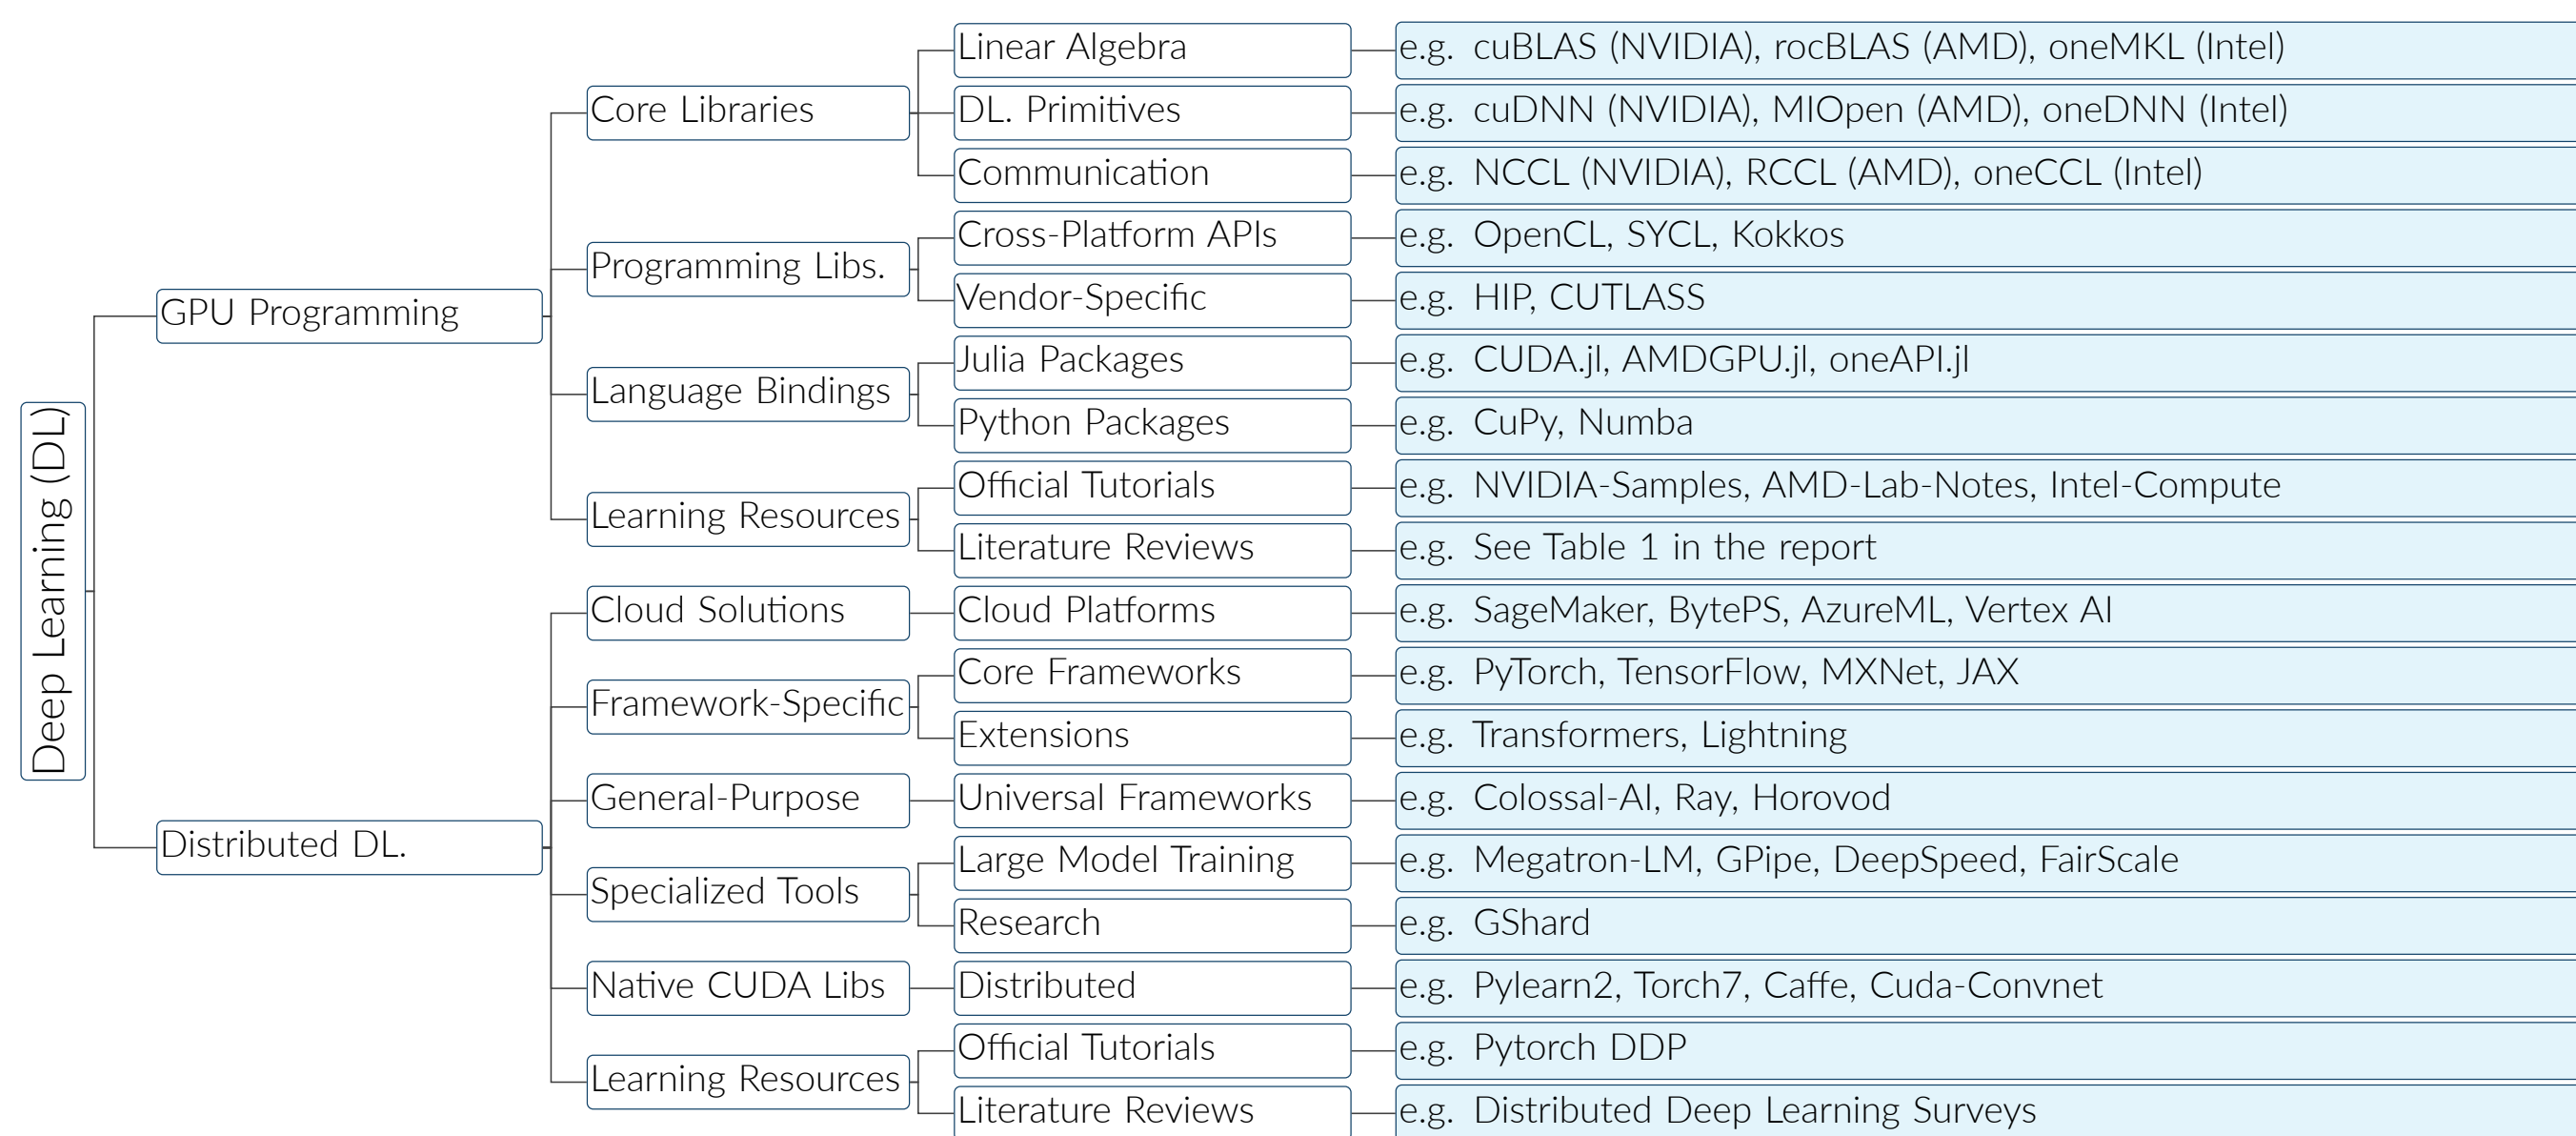 Deep Learning (DL)
GPU Programming
Core Libraries
Linear Algebra
e.g. cuBLAS (NVIDIA), rocBLAS (AMD), oneMKL (Intel)
DL. Primitives
e.g. cuDNN (NVIDIA), MIOpen (AMD), oneDNN (Intel)
Communication
e.g. NCCL (NVIDIA), RCCL (AMD), oneCCL (Intel)
Programming Libs.
Cross-Platform APIs
e.g. OpenCL, SYCL, Kokkos
Vendor-Specific
e.g. HIP, CUTLASS
Language Bindings
Julia Packages
e.g. CUDA.jl, AMDGPU.jl, oneAPI.jl
Python Packages
e.g. CuPy, Numba
Learning Resources
Official Tutorials
e.g. NVIDIA-Samples, AMD-Lab-Notes, Intel-Compute
Literature Reviews
e.g. See Table 1 in the report
Distributed DL.
Cloud Solutions
Cloud Platforms
e.g. SageMaker, BytePS, AzureML, Vertex AI
Framework-Specific
Core Frameworks
e.g. PyTorch, TensorFlow, MXNet, JAX
Extensions
e.g. Transformers, Lightning
General-Purpose
Universal Frameworks
e.g. Colossal-AI, Ray, Horovod
Specialized Tools
Large Model Training
e.g. Megatron-LM, GPipe, DeepSpeed, FairScale
Research
e.g. GShard
Native CUDA Libs
Distributed
e.g. Pylearn2, Torch7, Caffe, Cuda-Convnet
Learning Resources
Official Tutorials
e.g. Pytorch DDP
Literature Reviews
e.g. Distributed Deep Learning Surveys